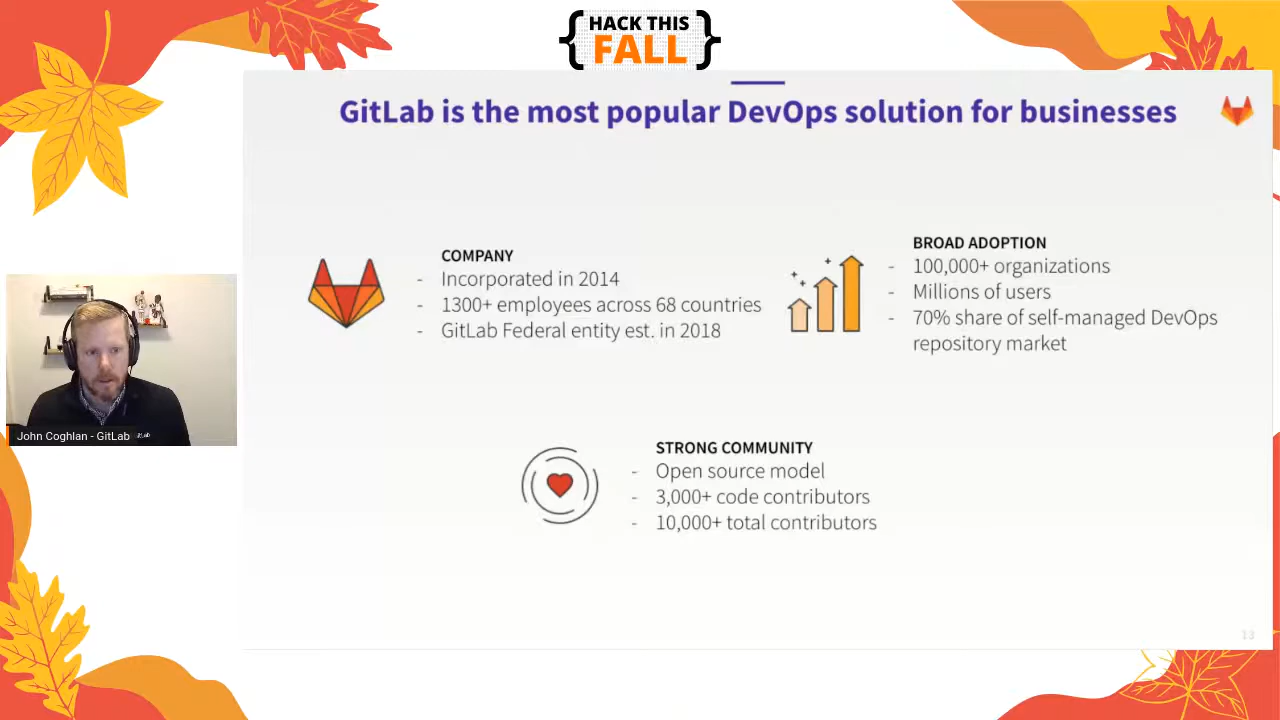 HACK THIS
FALL
GitLab is the most popular DevOps solution for businesses
COMPANY
- Incorporated in 2014
- 1300+ employees across 68 countries
- GitLab Federal entity est. in 2018
BROAD ADOPTION
- 100,000+ organizations
- Millions of users
- 70% share of self-managed DevOps
repository market
STRONG COMMUNITY
- Open source model
- 3,000+ code contributors
- 10,000+ total contributors
John Coghlan - GitLab
13